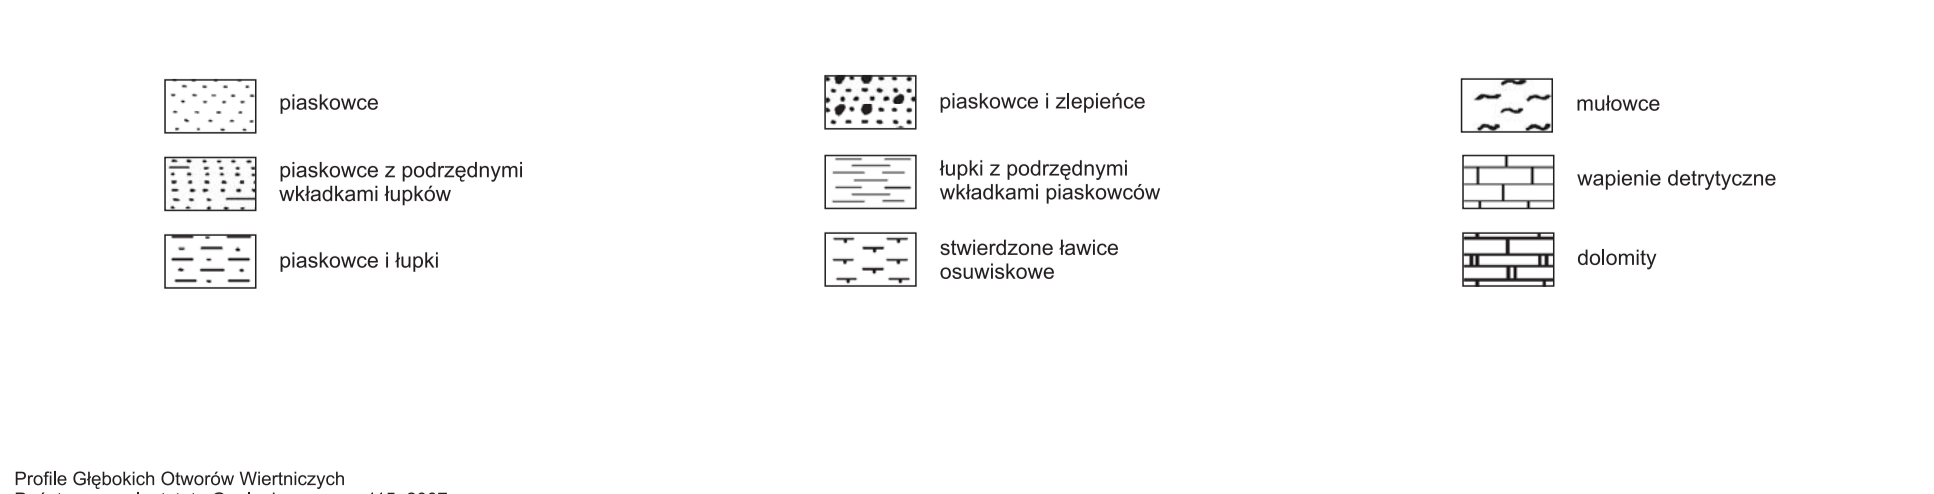 piaskowce
piaskowce z podrzędnymi
wkładkami łupków
piaskowce i łupki
piaskowce i zlepieńce
łupki z podrzędnymi
wkładkami piaskowców
stwierdzone ławice
osuwiskowe
mułowce
wapienie detrytyczne
dolomity
Profile Głębokich Otworów Wiertniczych